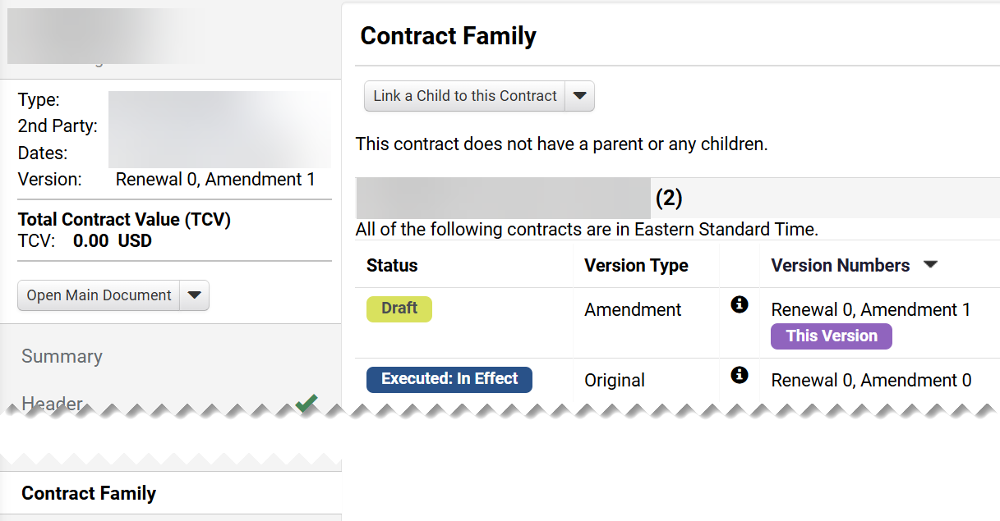 Type:
2nd Party:
Dates:
Version: Renewal 0, Amendment 1
Total Contract Value (TCV)
TCV: 0.00 USD
Open Main Document
Summary
Header
Contract Family
Contract Family
Link a Child to this Contract
This contract does not have a parent or any children.
(2)
All of the following contracts are in Eastern Standard Time.
Status Version Type Version Numbers
Draft Amendment Renewal 0, Amendment 1
This Version
Executed: In Effect Original Renewal 0, Amendment 0